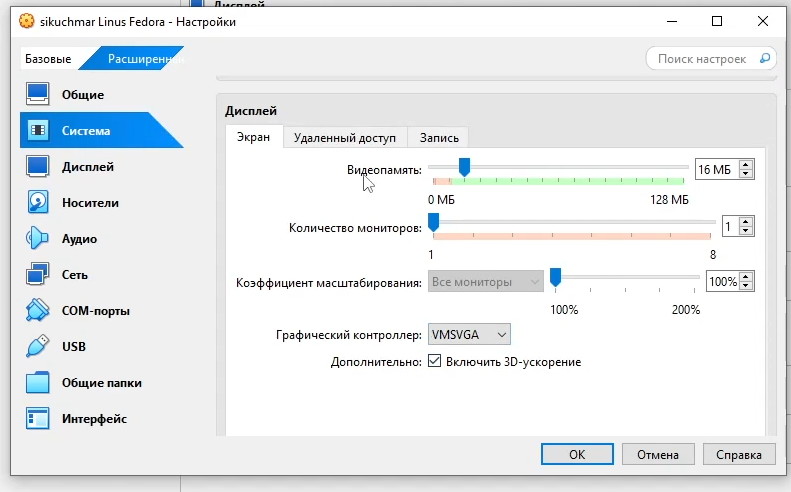 Дисплей
sikuchmar Linus Fedora - Настройки
Базовые
Расширенн
Поиск настроек
Общие
Система
Дисплей
Носители
Аудио
Сеть
COM-порты
USB
Общие папки
Интерфейс
Дисплей
Экран
Удаленный доступ
Запись
Видеопамять:
16 МБ
0 МБ
128 МБ
Количество мониторов:
1
1
8
Коэффициент масштабирования:
Все мониторы
100%
100%
200%
Графический контроллер:
VMSVGA
Дополнительно:
Включить 3D-ускорение
OK
Отмена
Справка